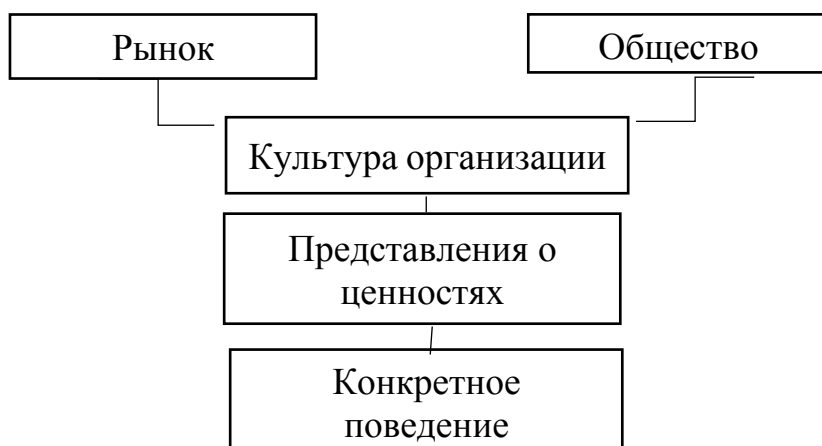 Рынок
Общество
Культура организации
Представления о
ценностях
Конкретное
поведение